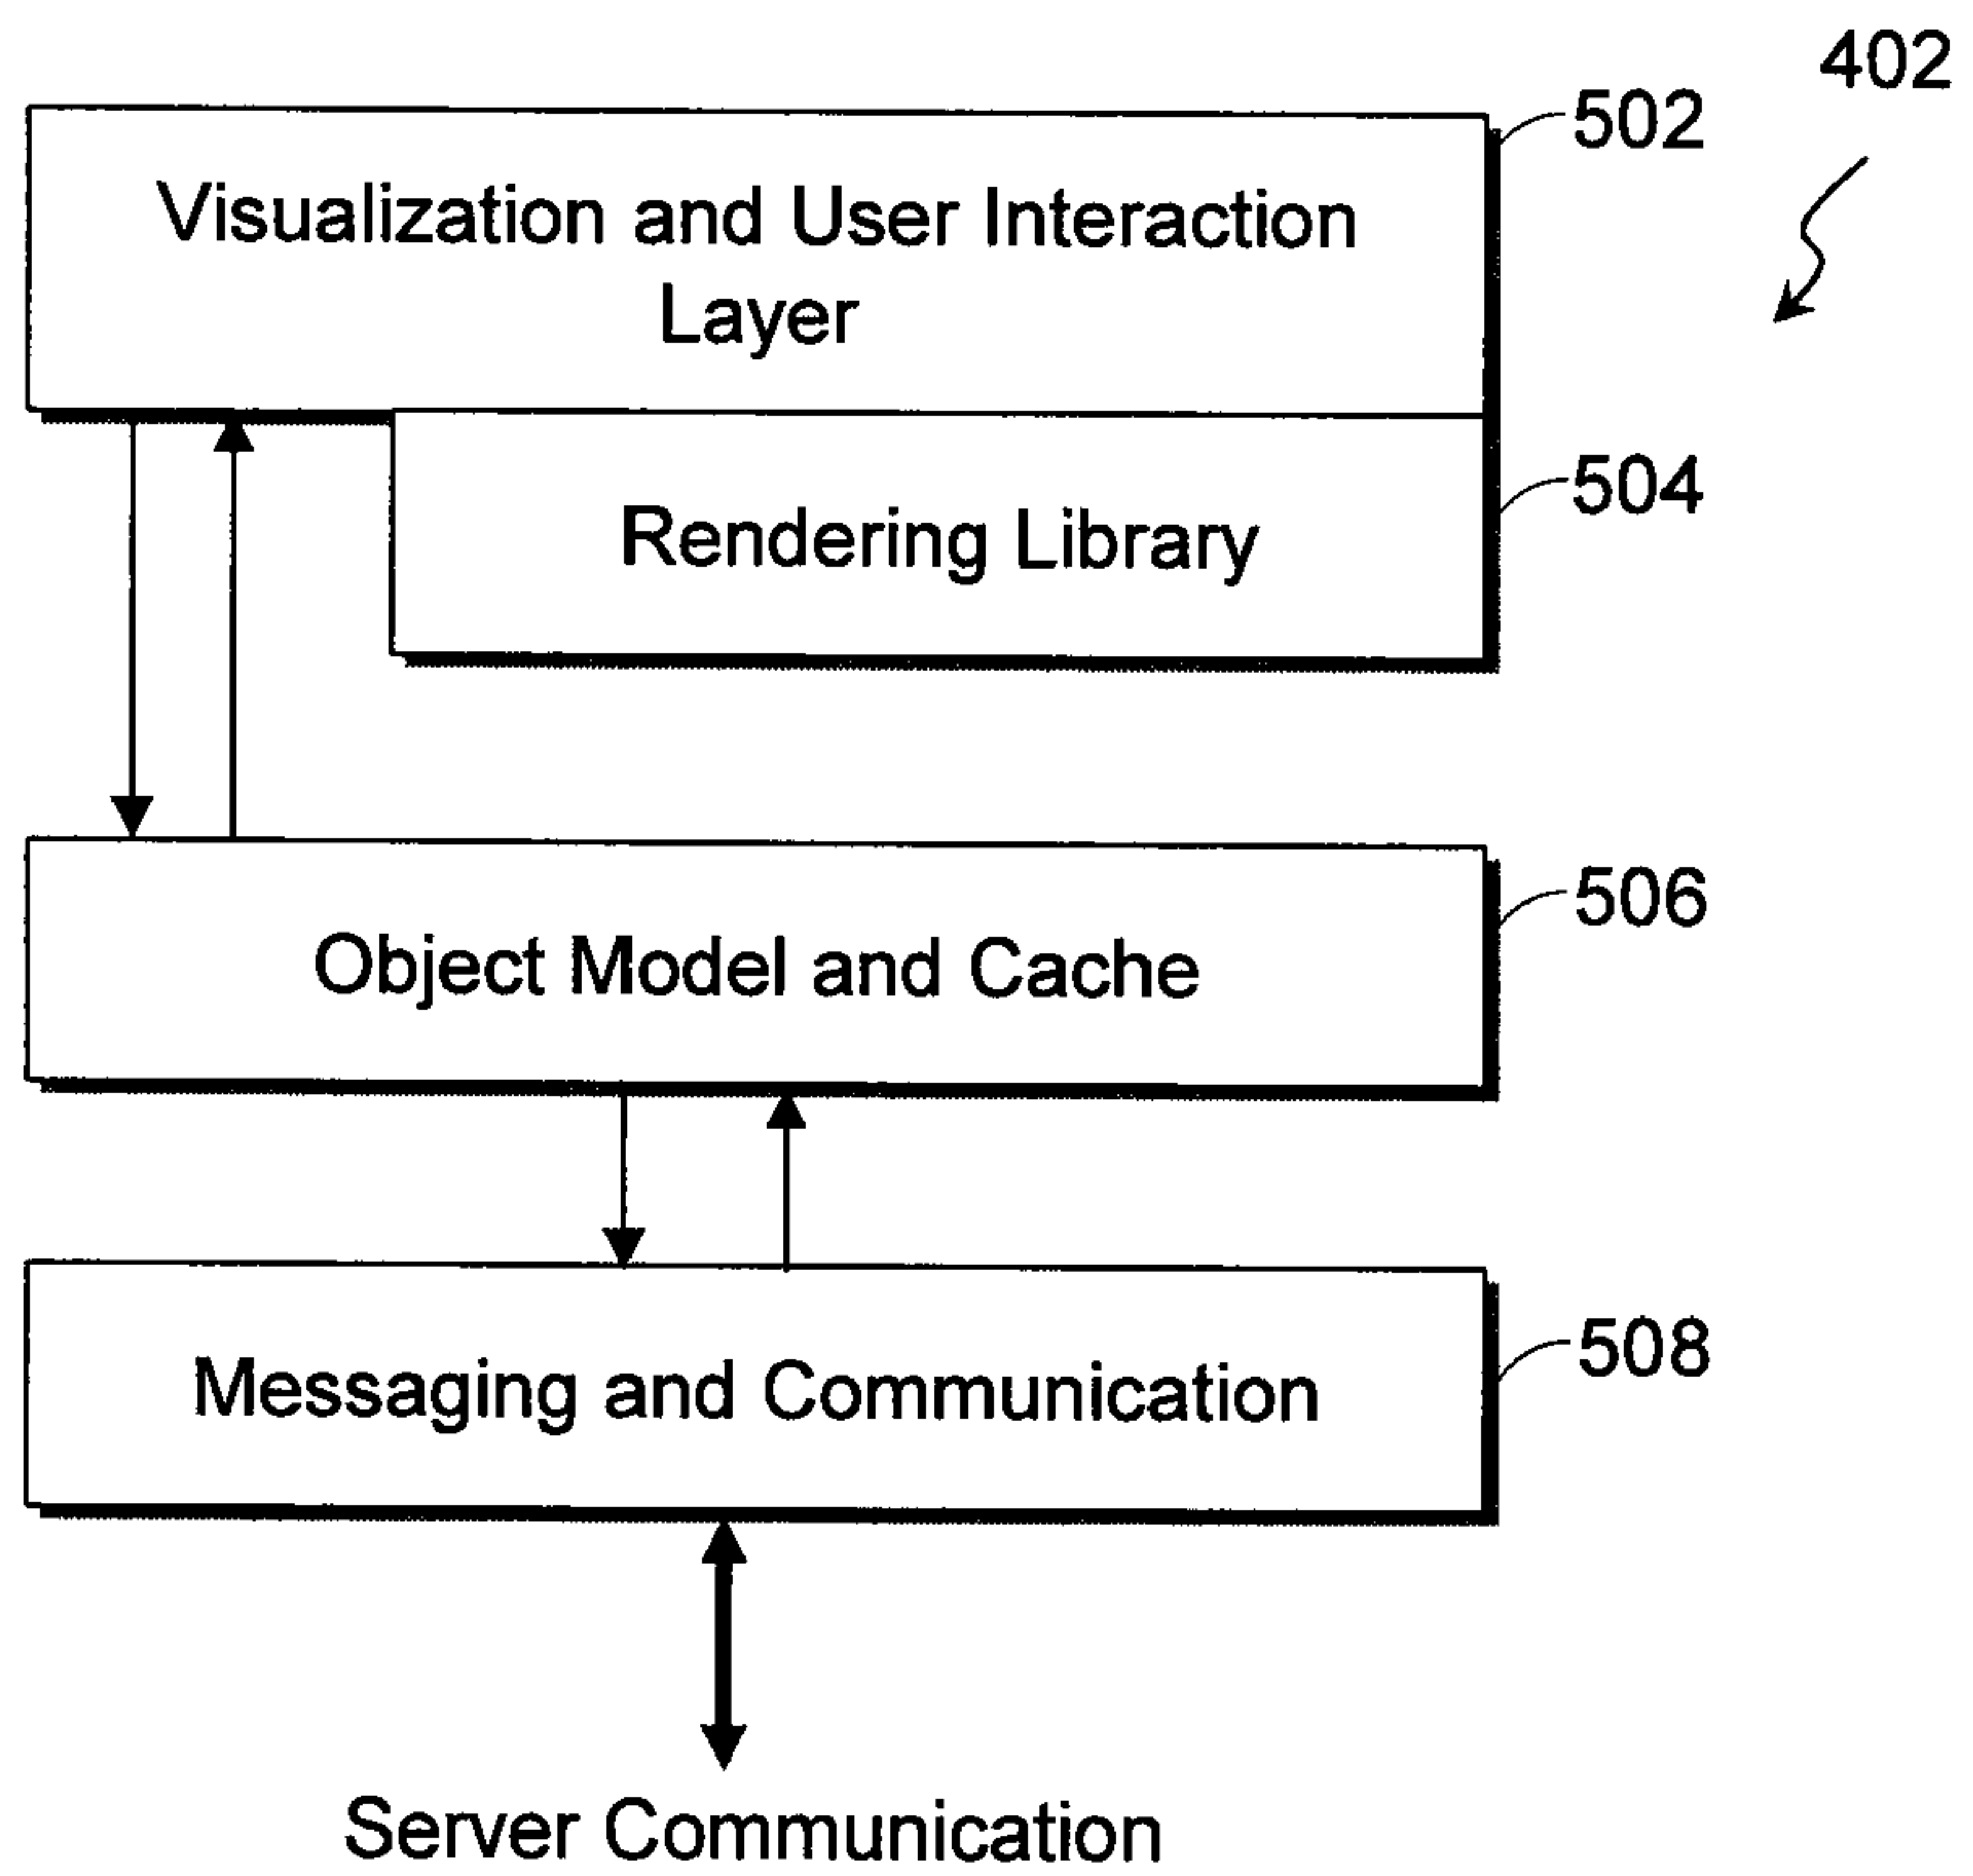 402
502
Visualization and User Interaction
Layer
504
Rendering Library
506
Object Model and Cache
508
Messaging and Communication
Server Communication